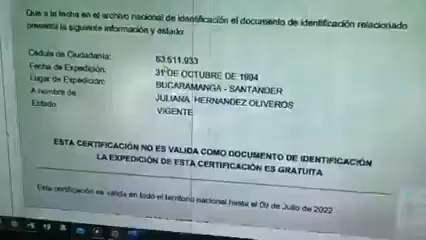 Que a la fecha en el archivo nacional de identificación el documento de identificación relacionado
presenta la siguiente información y estado:
Cédula de Ciudadanía: 63.511.933
Fecha de Expedición: 31 DE OCTUBRE DE 1994
Lugar de Expedición: BUCARAMANGA - SANTANDER
A nombre de: JULIANA HERNANDEZ OLIVEROS
Estado: VIGENTE
ESTA CERTIFICACIÓN NO ES VALIDA COMO DOCUMENTO DE IDENTIFICACIÓN
LA EXPEDICIÓN DE ESTA CERTIFICACIÓN ES GRATUITA
Esta certificación es valida en todo el territorio nacional hasta el 09 de Julio de 2022